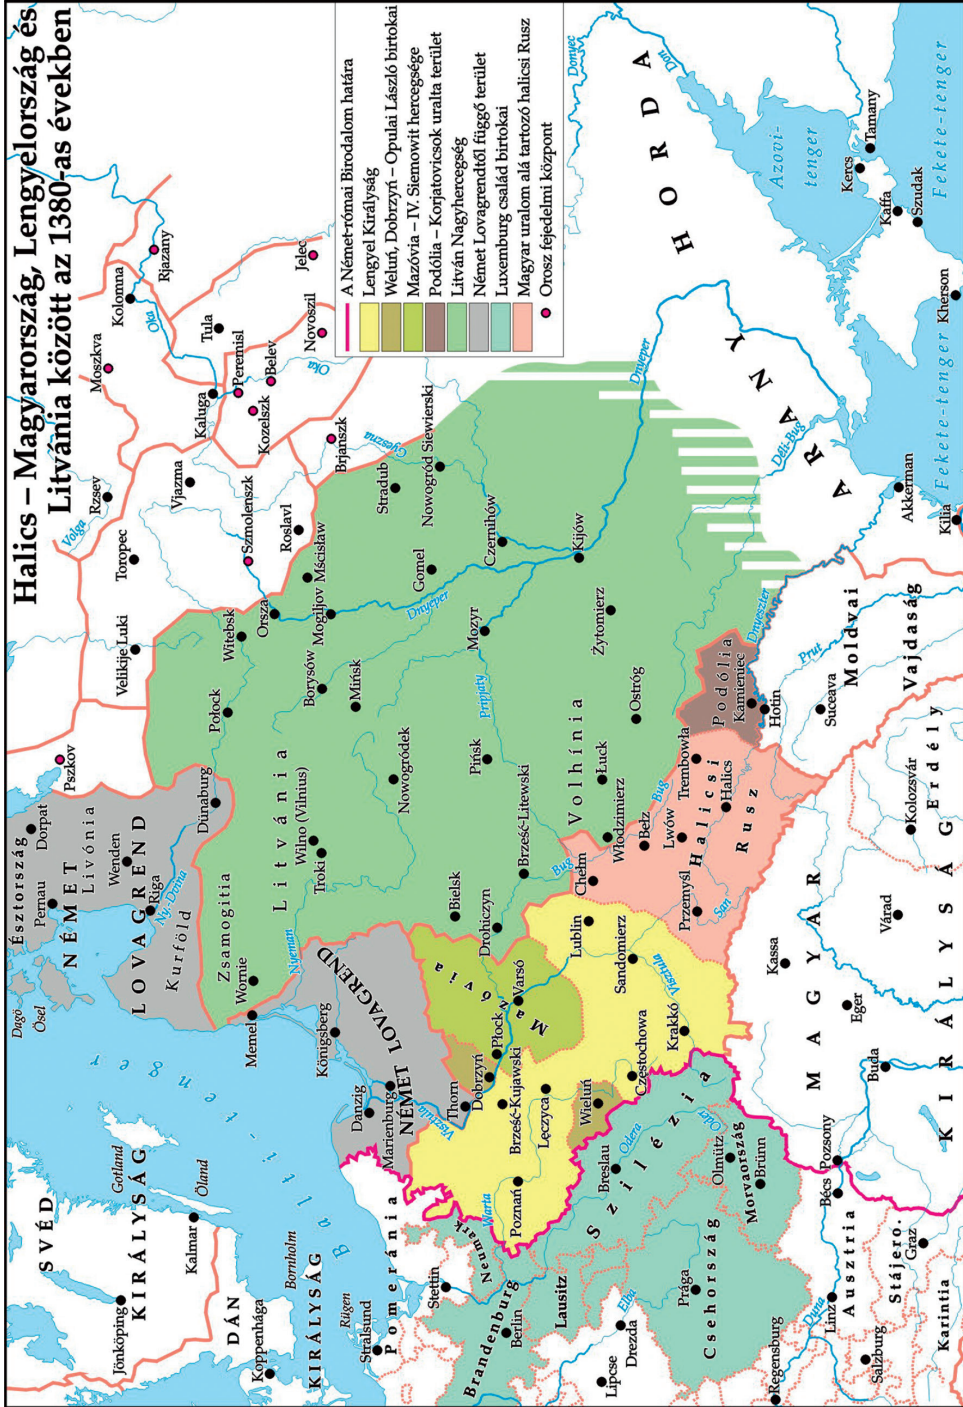 Halics – Magyarország, Lengyelország és
Litvánia között az 1380-as években
A Német-római Birodalom határa
Lengyel Királyság
Weluń, Dobrzyń – Opulai László birtokai
Mazóvia – IV. Siemowit hercegsége
Podólia – Korjatovicsok uralta terület
Litván Nagyhercegség
Német Lovagrendtől függő terület
Luxemburg család birtokai
Magyar uralom alá tartozó halicsi Rusz
Orosz fejedelmi központ
SVÉD
KIRÁLYSÁG
Jönköping
Kalmar
Gotland
Öland
DÁN
KIRÁLYSÁG
Koppenhága
Bornholm
Rügen
Stralsund
Pomeránia
Stettin
Balti-tenger
Dagö
Ösel
Észtország
Pernau
Dorpat
NÉMET
LOVAGREND
Livónia
Wenden
Riga
Ny.-Dvina
Kurföld
Dünaburg
Pszkov
Velikije Luki
Toropec
Rzsev
Volga
Moszkva
Kolomna
Rjazany
Oka
Vjazma
Kaluga
Tula
Peremisl
Kozelszk
Belev
Oka
Novoszil
Jelec
Szmolenszk
Roslavl
Brjanszk
Gyeszna
Witebsk
Orsza
Mścisław
Mogiljov
Połock
Borysów
Mińsk
Stradub
Nowogród Siewierski
Gomel
Czernihów
Dnyeper
Mozyr
Kijów
Żytomierz
Zsamogitia
Wornie
Memel
Litvánia
Wilno (Vilnius)
Troki
Nyeman
Nowogródek
Pińsk
Pripjaty
Brześć-Litewski
Bielsk
Drohiczyn
Königsberg
NÉMET LOVAGREND
Danzig
Marienburg
Visztula
Thorn
Dobrzyń
Płock
Mazóvia
Varsó
Brześć-Kujawski
Łeczyca
Poznań
Warta
Wieluń
Częstochowa
Krakkó
Visztula
Sandomierz
Lublin
Chełm
Bug
Volhínia
Łuck
Włodzimierz
Ostróg
Bełz
Bug
Lwów
Trembowla
Halicsi
Rusz
Halics
Przemyśl
San
Podólia
Kamieniec
Hotin
Dnyeszter
Neumark
Brandenburg
Berlin
Lausitz
Lipcse
Drezda
Elba
Szilézia
Breslau
Odera
Oder
Csehország
Prága
Morvaország
Olmütz
Brünn
Regensburg
Duna
Linz
Bécs
Pozsony
Ausztria
Salzburg
Stájero.
Graz
Karintia
MAGYAR
KIRÁLYSÁG
Buda
Eger
Kassa
Várad
Kolozsvár
Erdély
Moldvai
Vajdaság
Suceava
Prut
Akkerman
Kilia
Déli-Bug
Dnyeper
ARANY
HORDA
Donyec
Don
Azovi-
tenger
Kercs
Tamany
Kaffa
Szudak
Kherson
Fekete-tenger
Fekete-tenger